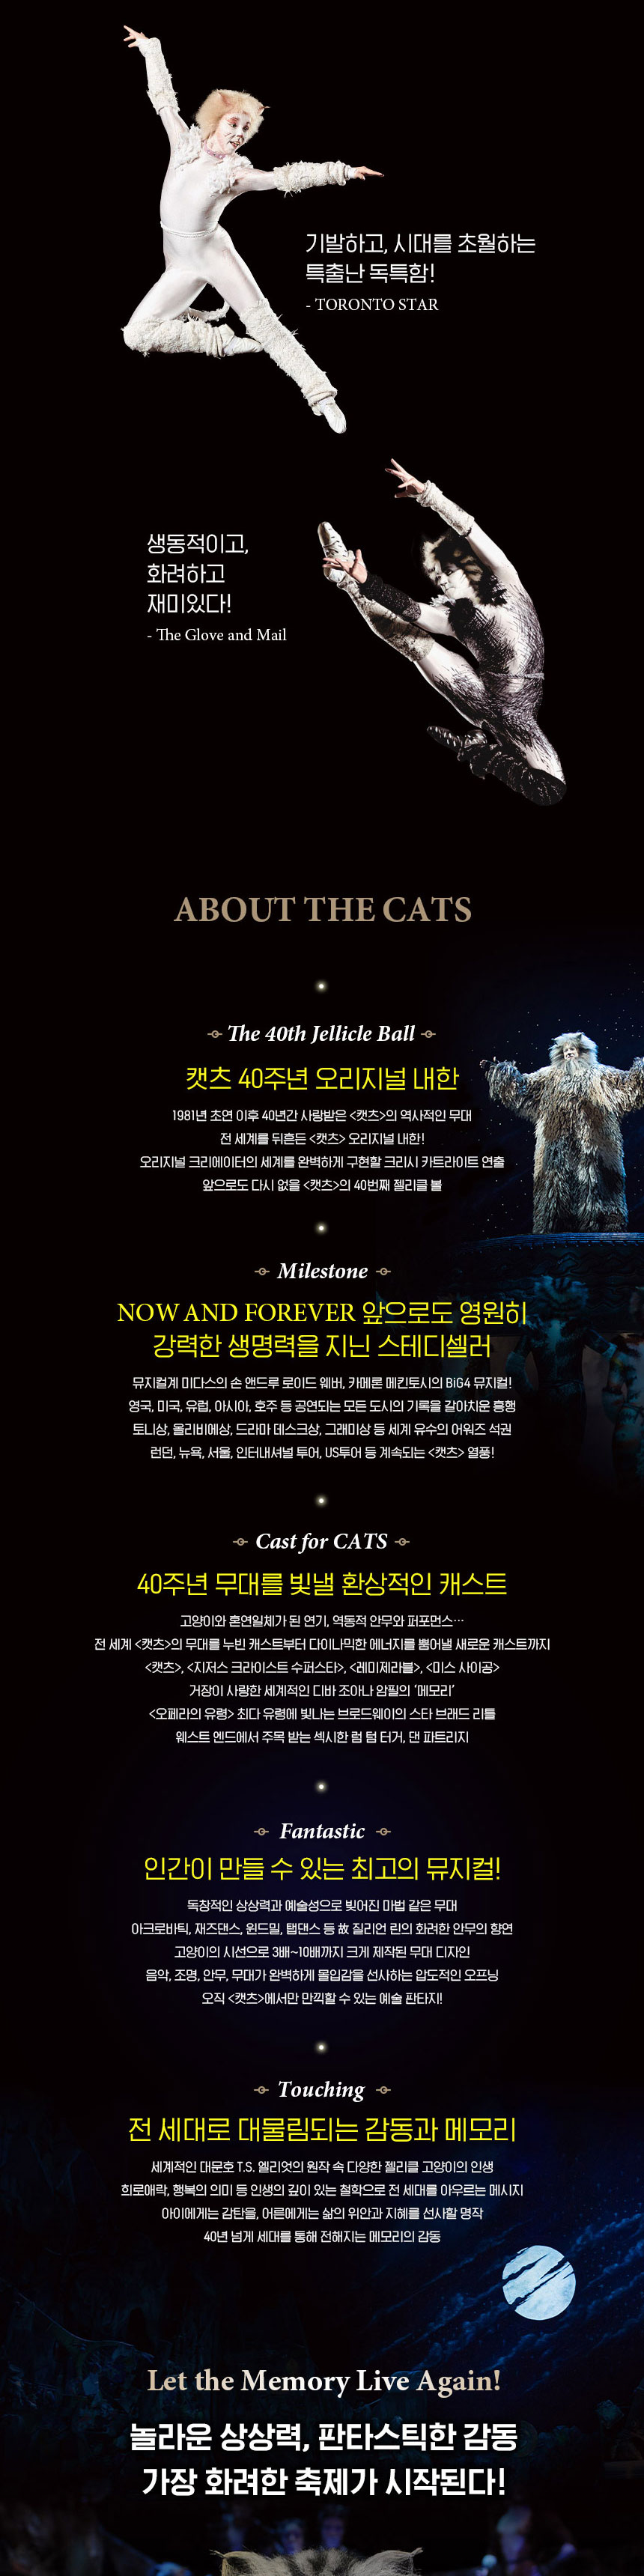 기발하고, 시대를 초월하는
특출난 독특함!
- TORONTO STAR
생동적이고,
화려하고
재미있다!
- The Glove and Mail
ABOUT THE CATS
The 40th Jellicle Ball
캣츠 40주년 오리지널 내한
1981년 초연 이후 40년간 사랑받은 <캣츠>의 역사적인 무대
전 세계를 뒤흔든 <캣츠> 오리지널 내한!
오리지널 크리에이터의 세계를 완벽하게 구현할 크리시 카트라이트 연출
앞으로도 다시 없을 <캣츠>의 40번째 젤리클 볼
Milestone
NOW AND FOREVER 앞으로도 영원히
강력한 생명력을 지닌 스테디셀러
뮤지컬계 미다스의 손 앤드루 로이드 웨버, 카메론 메킨토시의 BiG4 뮤지컬!
영국, 미국, 유럽, 아시아, 호주 등 공연되는 모든 도시의 기록을 갈아치운 흥행
토니상, 올리비에상, 드라마 데스크상, 그래미상 등 세계 유수의 어워즈 석권
런던, 뉴욕, 서울, 인터내셔널 투어, US투어 등 계속되는 <캣츠> 열풍!
Cast for CATS
40주년 무대를 빛낼 환상적인 캐스트
고양이와 혼연일체가 된 연기, 역동적 안무와 퍼포먼스…
전 세계 <캣츠>의 무대를 누빈 캐스트부터 다이나믹한 에너지를 뿜어낼 새로운 캐스트까지
<캣츠>, <지저스 크라이스트 수퍼스타>, <레미제라블>, <미스 사이공>
거장이 사랑한 세계적인 디바 조아나 암필의 ‘메모리’
<오페라의 유령> 최다 유령에 빛나는 브로드웨이의 스타 브래드 리틀
웨스트 엔드에서 주목 받는 섹시한 럼 텀 터거, 댄 파트리지
Fantastic
인간이 만들 수 있는 최고의 뮤지컬!
독창적인 상상력과 예술성으로 빚어진 마법 같은 무대
아크로바틱, 재즈댄스, 윈드밀, 탭댄스 등 故 질리언 린의 화려한 안무의 향연
고양이의 시선으로 3배~10배까지 크게 제작된 무대 디자인
음악, 조명, 안무, 무대가 완벽하게 몰입감을 선사하는 압도적인 오프닝
오직 <캣츠>에서만 만끽할 수 있는 예술 판타지!
Touching
전 세대로 대물림되는 감동과 메모리
세계적인 대문호 T.S. 엘리엇의 원작 속 다양한 젤리클 고양이의 인생
희로애락, 행복의 의미 등 인생의 깊이 있는 철학으로 전 세대를 아우르는 메시지
아이에게는 감탄을, 어른에게는 삶의 위안과 지혜를 선사할 명작
40년 넘게 세대를 통해 전해지는 메모리의 감동
Let the Memory Live Again!
놀라운 상상력, 판타스틱한 감동
가장 화려한 축제가 시작된다!